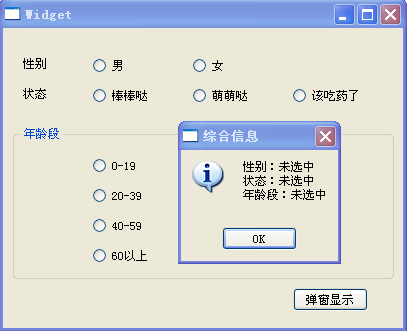 Widget
性别 男 女
状态 棒棒哒 萌萌哒 该吃药了
年龄段
0-19
20-39
40-59
60以上
综合信息
性别：未选中
状态：未选中
年龄段：未选中
OK
弹窗显示